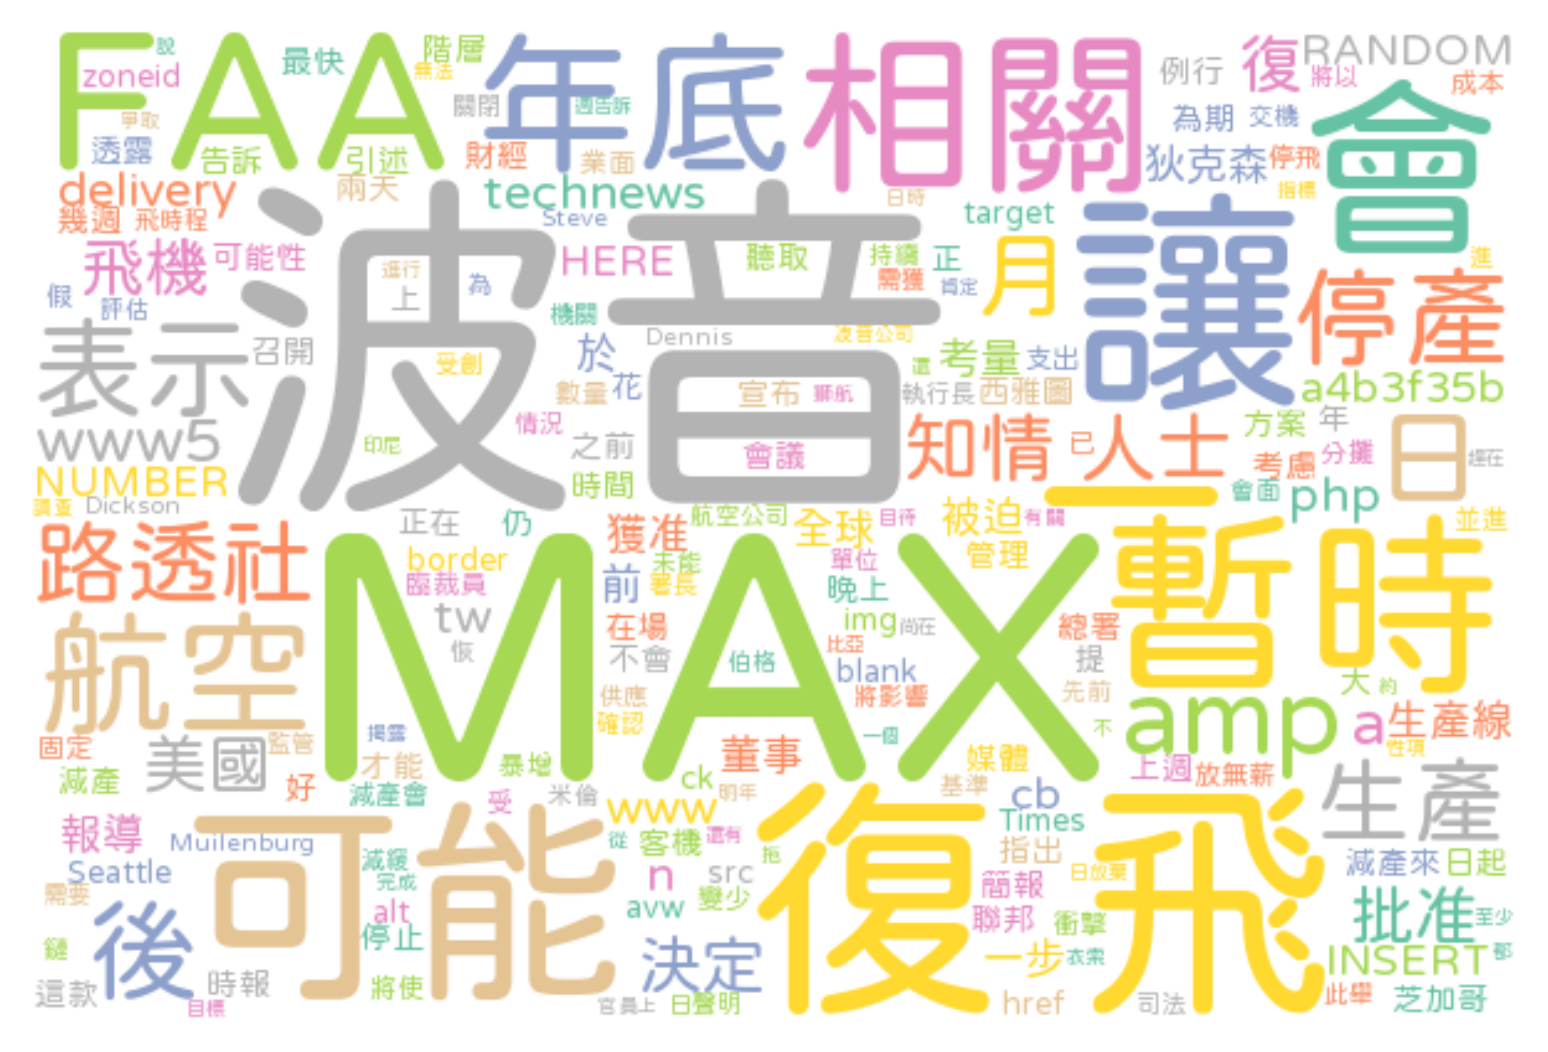 FAA
說
最快
階層
無法
年底
相關
例行
復
RANDOM
將以
成本
zoneid
爭取
關閉
週告訴
為期
交機
會
透露
告訴
引述
財經
業面
狄克森
停飛
指標
delivery
兩天
technews
日時
幾週
飛時程
Steve
target
讓
波音
飛機
可能性
HERE
聽取
持續
需獲
正
月
進
進行
上
為
肯定
停產
假
評估
機關
Dennis
波音公司
表示
召開
受創
於
還
考量
支出
數量
花
宣布
獅航
執行長
西雅圖
a4b3f35b
www5
印尼
情況
之前
會議
知情
已
人士
方案
年
日
考慮
分攤
趕在
NUMBER
時間
會面
php
調查
Dickson
正在
仍
航空公司
全球
目待
被迫
有關
一
並進
路透社
獲准
單位
管理
暫時
MAX
border
未能
臨裁員
前
署長
晚上
航空
tw
在場
img
尚在
總署
恢
不會
伯格
比亞
blank
提
大
約
供應
將影響
先前
amp
a
生產線
固定
美國
監管
揭露
確認
一個
不
性項
減產
好
才能
暴增
董事
媒體
上週
放無薪
減產會
受
米倫
ck
明年
基準
cb
生產
www
復飛
Times
報導
Muilenburg
可能
從
客機
還有
拖
指出
減緩
Seattle
完成
n
src
日放棄
減產來
日起
需要
alt
avw
變少
簡報
後
停止
聯邦
衝擊
批准
至少
鏈
決定
一步
衣索
INSERT
都
這款
時報
將使
目標
官員上
日聲明
href
司法
此舉
芝加哥